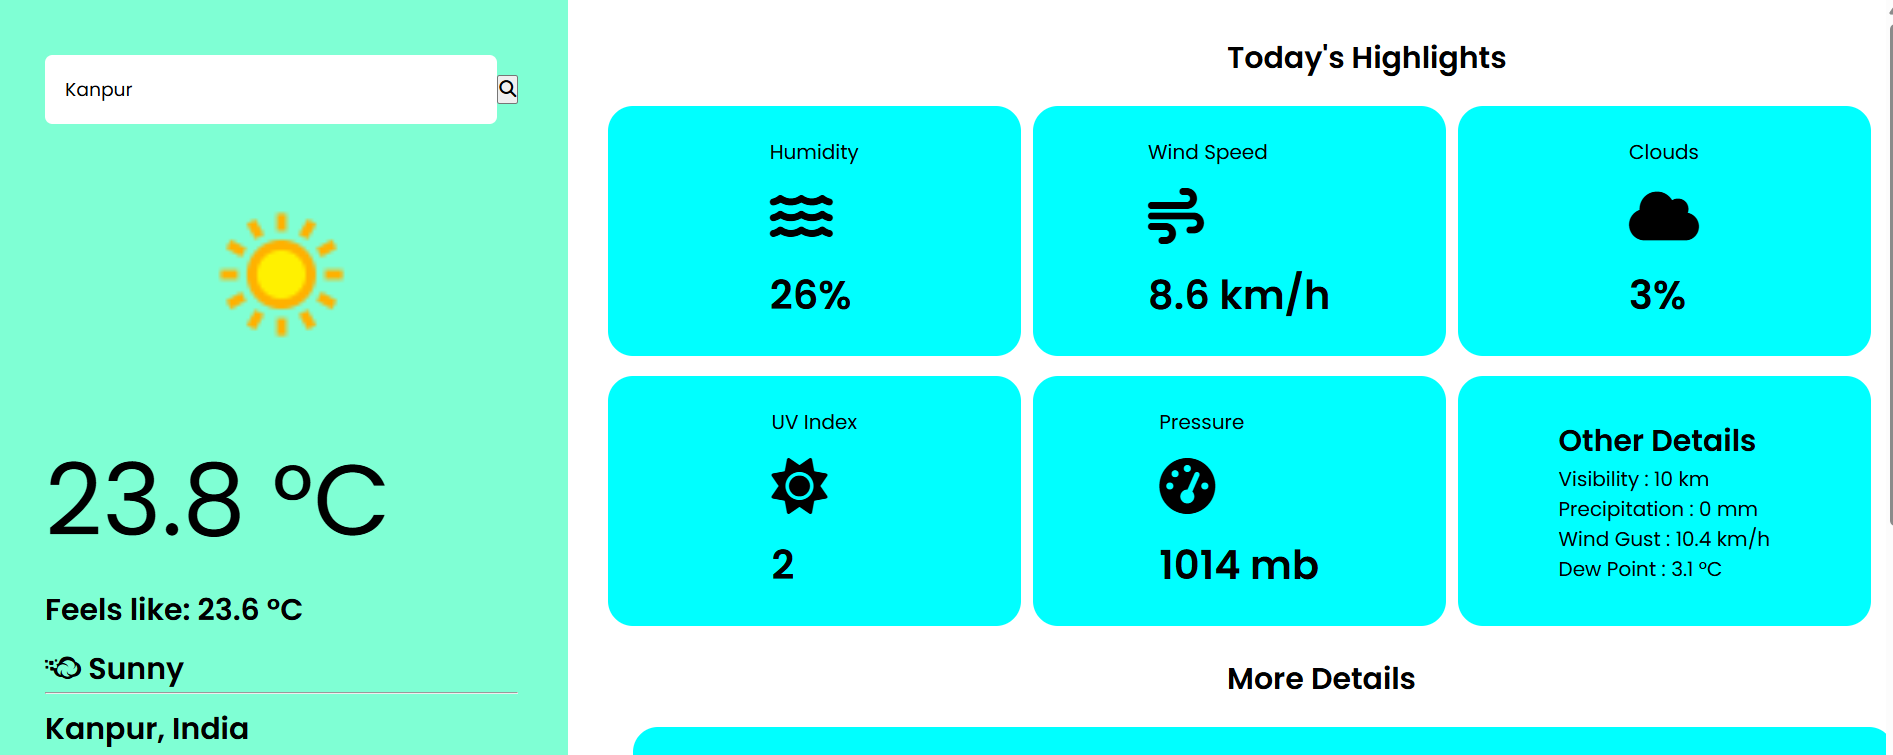 Kanpur
23.8 °C
Feels like: 23.6 °C
Sunny
Kanpur, India
Today's Highlights
Humidity
26%
Wind Speed
8.6 km/h
Clouds
3%
UV Index
2
Pressure
1014 mb
Other Details
Visibility : 10 km
Precipitation : 0 mm
Wind Gust : 10.4 km/h
Dew Point : 3.1 °C
More Details